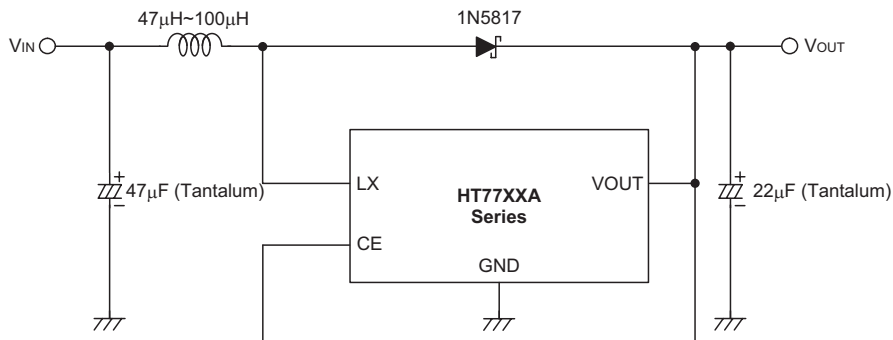 47μH~100μH
1N5817
VIN
VOUT
+
47μF (Tantalum)
−
LX
HT77XXA
Series
VOUT
CE
GND
+
22μF (Tantalum)
−